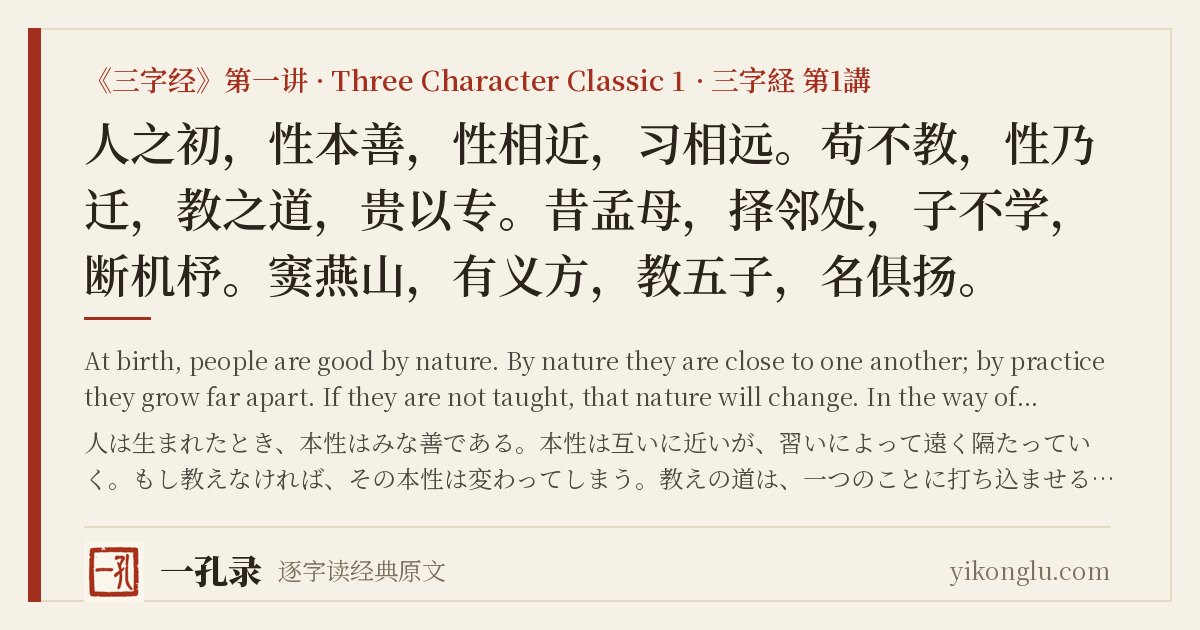 《三字经》第一讲 · Three Character Classic 1 · 三字経 第1講
人之初，性本善，性相近，习相远。苟不教，性乃
迁，教之道，贵以专。昔孟母，择邻处，子不学，
断机杼。窦燕山，有义方，教五子，名俱扬。
At birth, people are good by nature. By nature they are close to one another; by practice
they grow far apart. If they are not taught, that nature will change. In the way of...
人は生まれたとき、本性はみな善である。本性は互いに近いが、習いによって遠く隔たってい
く。もし教えなければ、その本性は変わってしまう。教えの道は、一つのことに打ち込ませる…
一孔
一孔录 逐字读经典原文
yikonglu.com